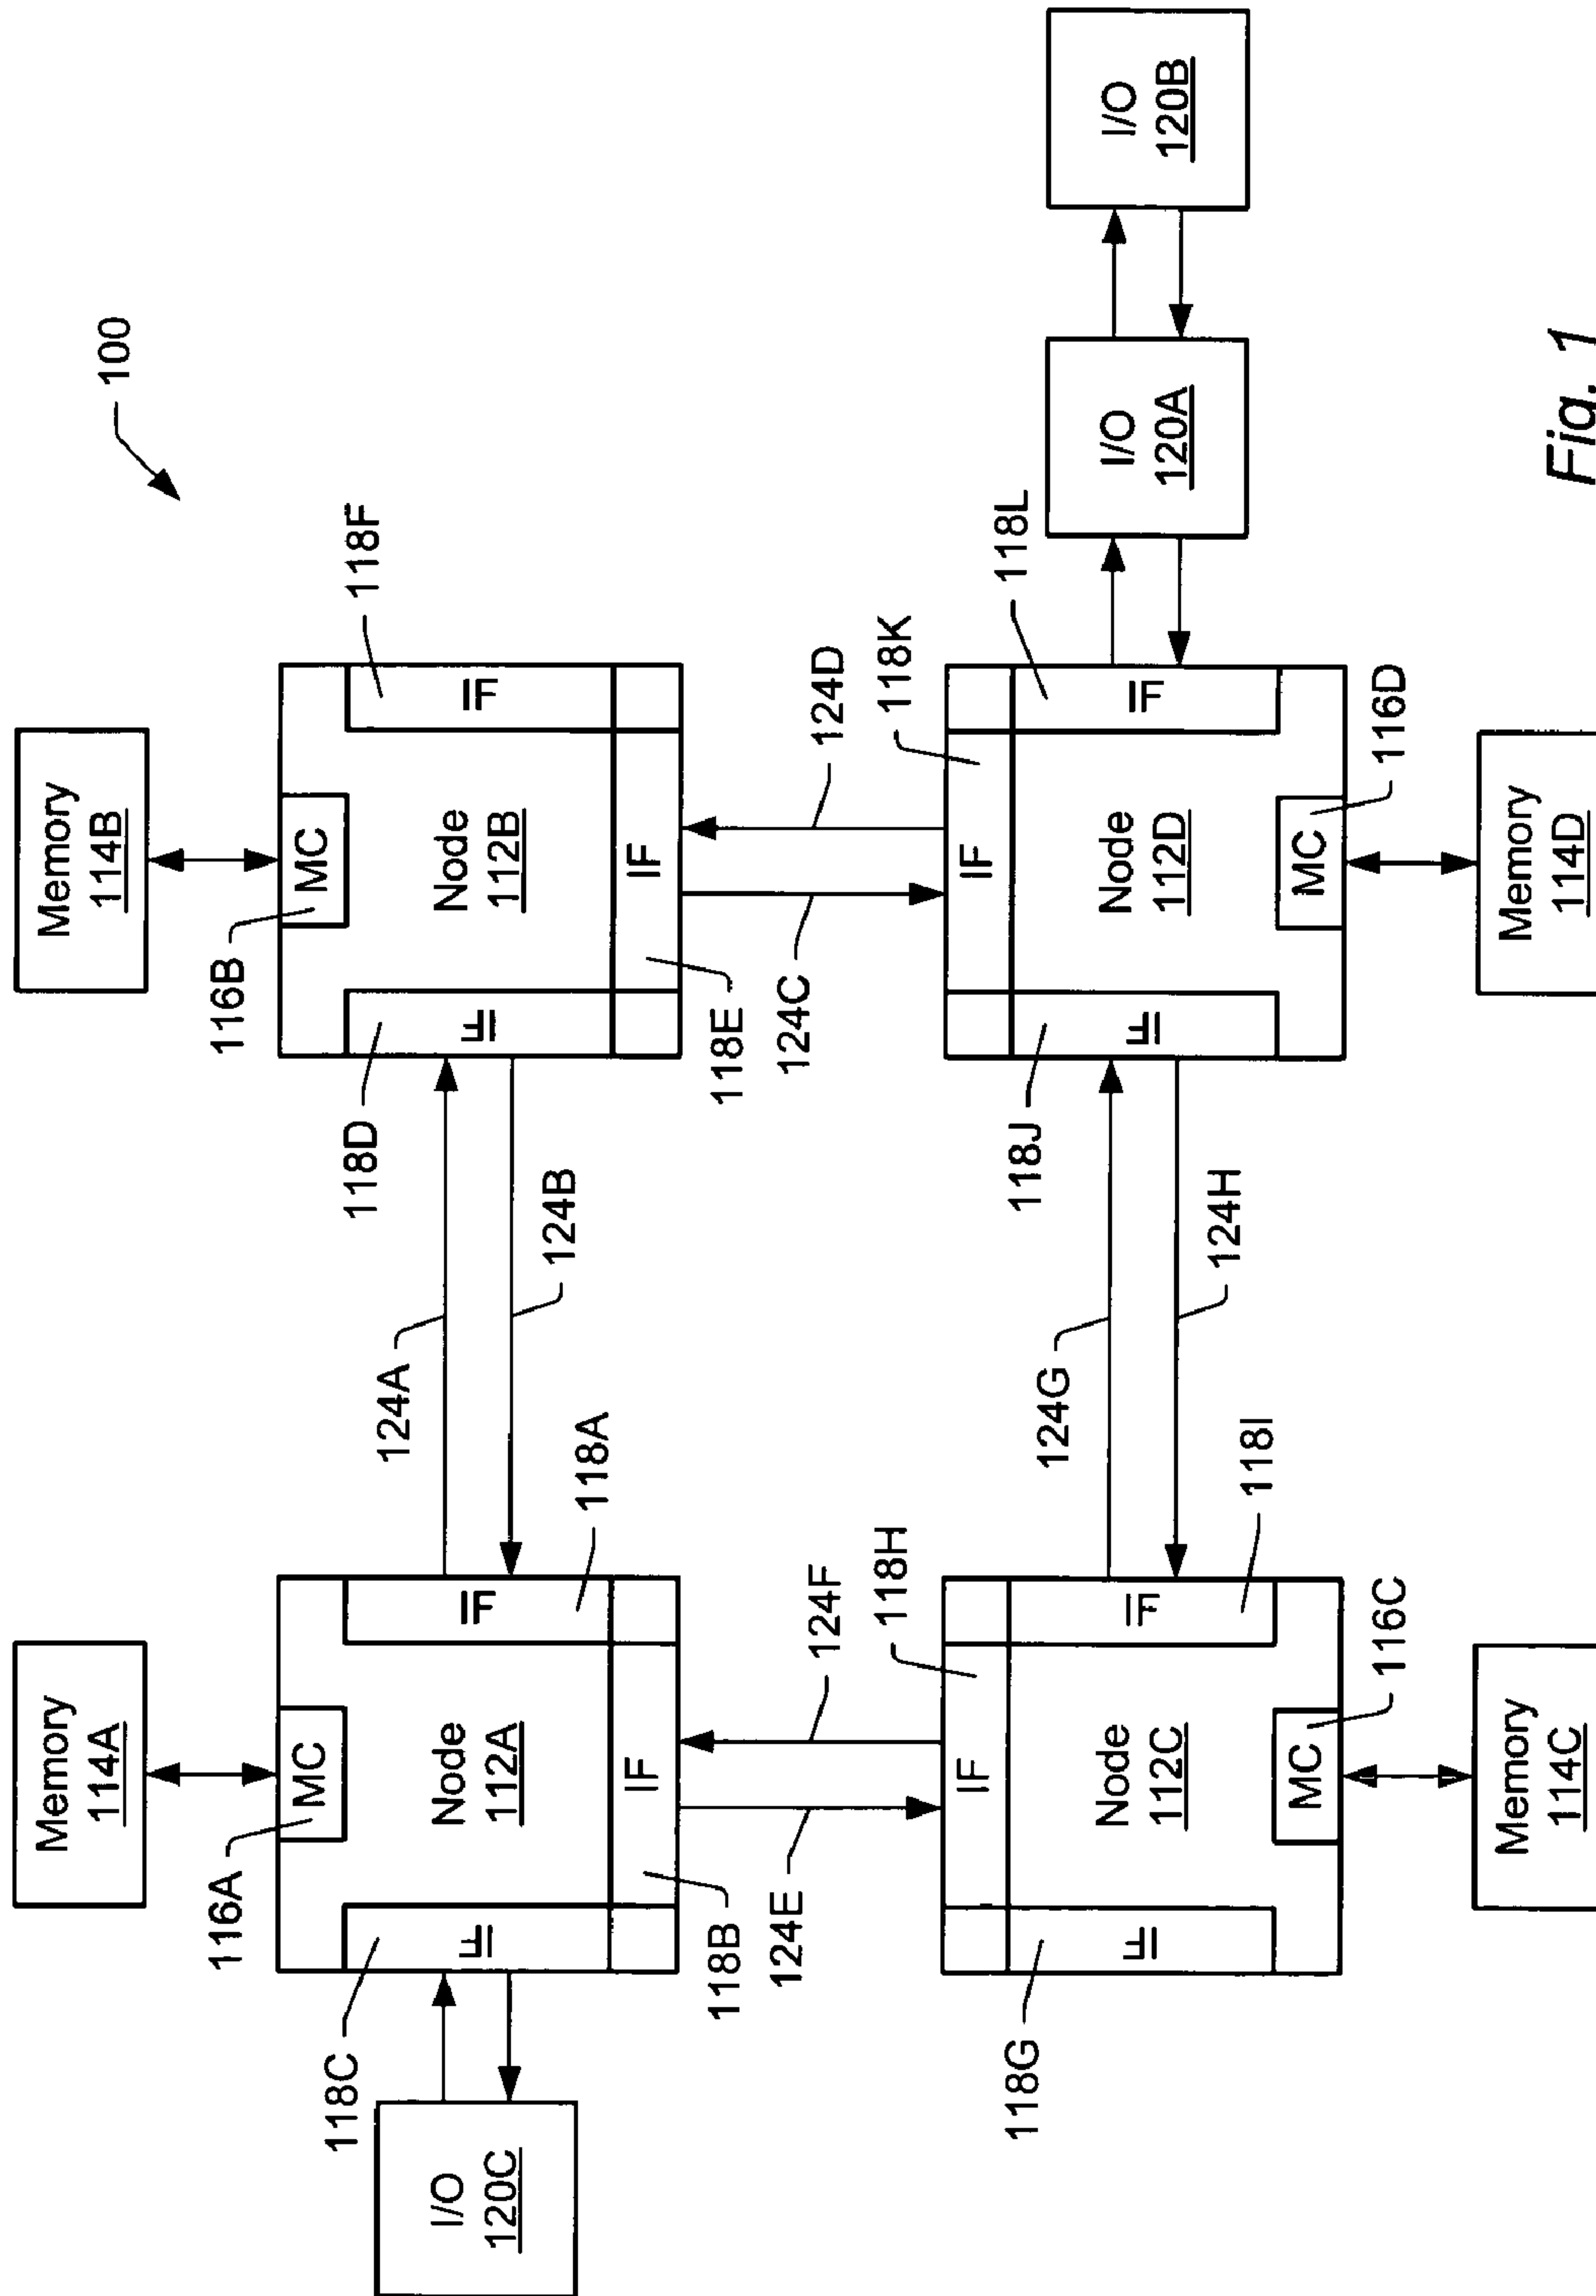 100
Memory
114A
Memory
114B
116A
MC
116B
MC
118C
IF
Node
112A
IF
118A
124A
118D
IF
Node
112B
IF
118F
I/O
120C
124B
IF
118B
IF
118E
124E
124F
124C
124D
118H
IF
118K
IF
118G
IF
Node
112C
IF
118I
124G
118J
IF
Node
112D
IF
118L
I/O
120A
I/O
120B
124H
MC
116C
MC
116D
Memory
114C
Memory
114D
Fig. 1